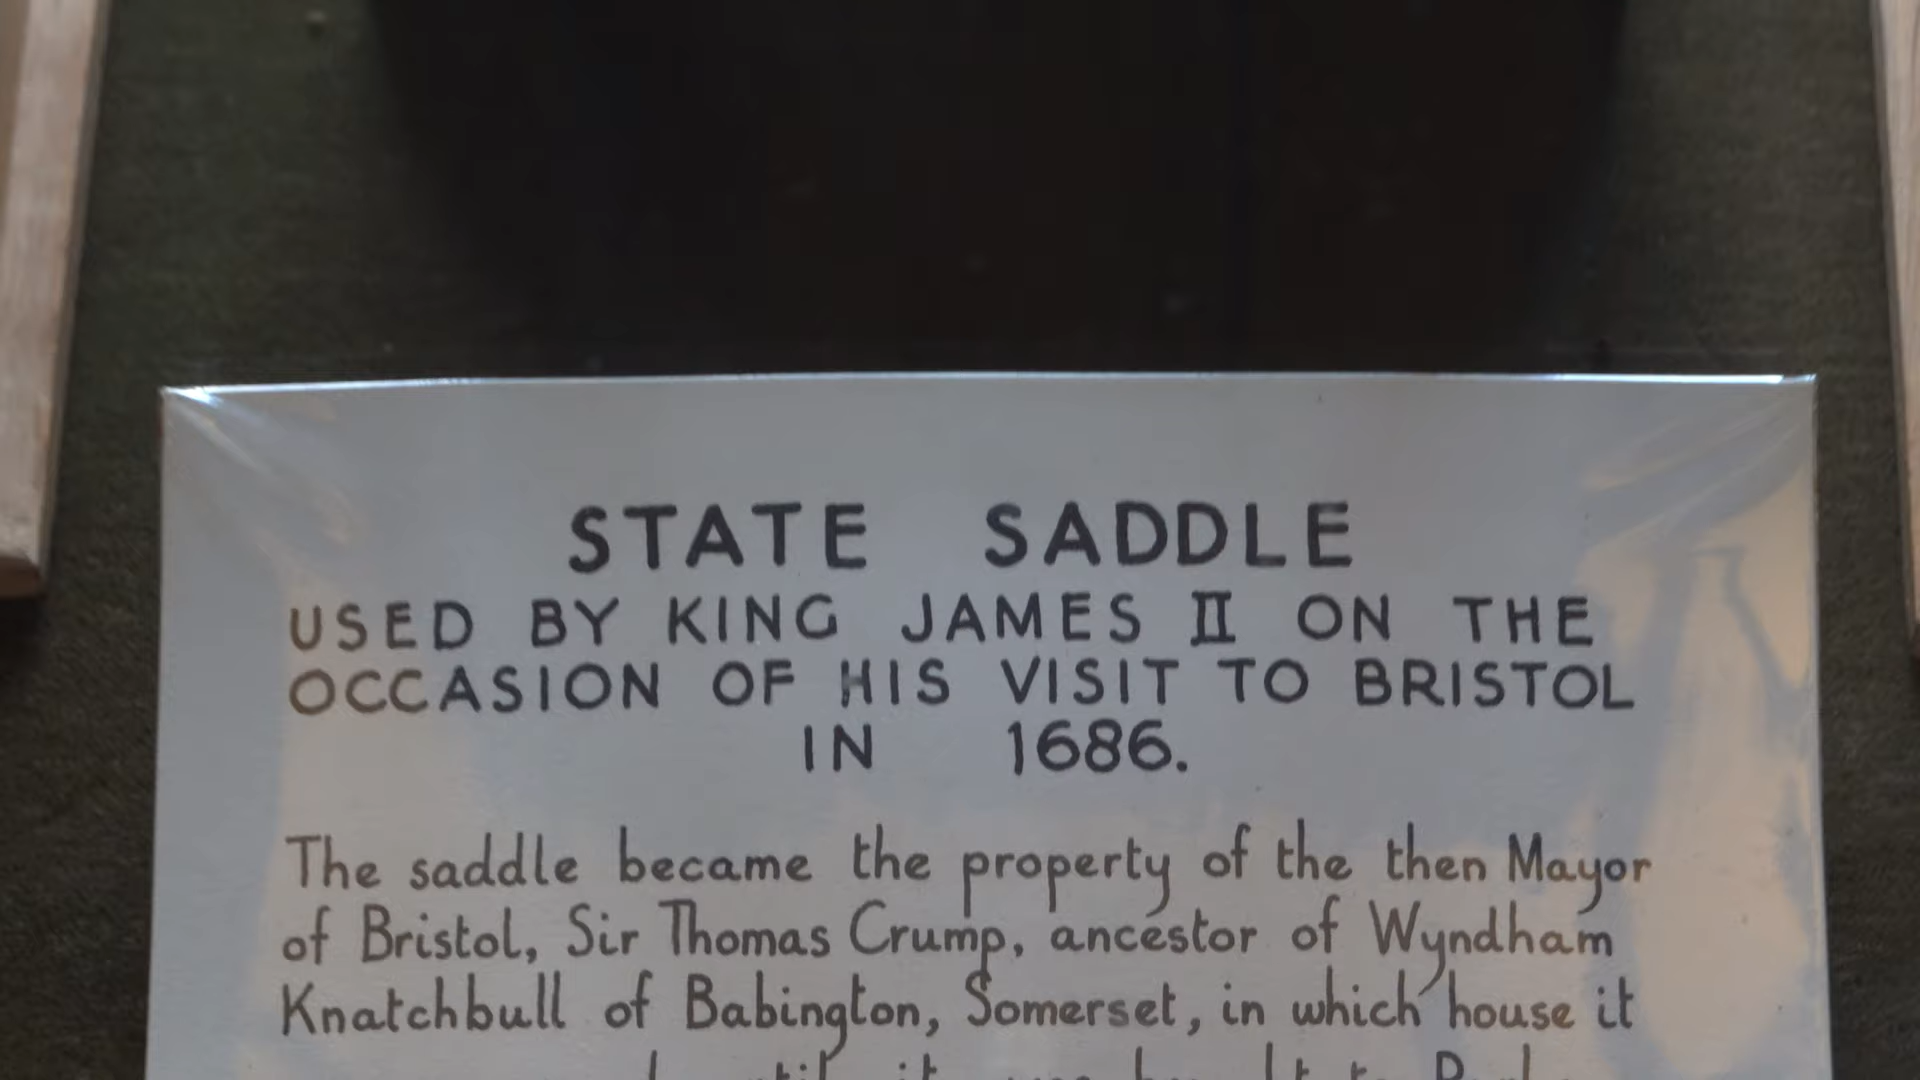 STATE SADDLE
USED BY KING JAMES II ON THE
OCCASION OF HIS VISIT TO BRISTOL
IN 1686.
The saddle became the property of the then Mayor
of Bristol, Sir Thomas Crump, ancestor of Wyndham
Knatchbull of Babington, Somerset, in which house it